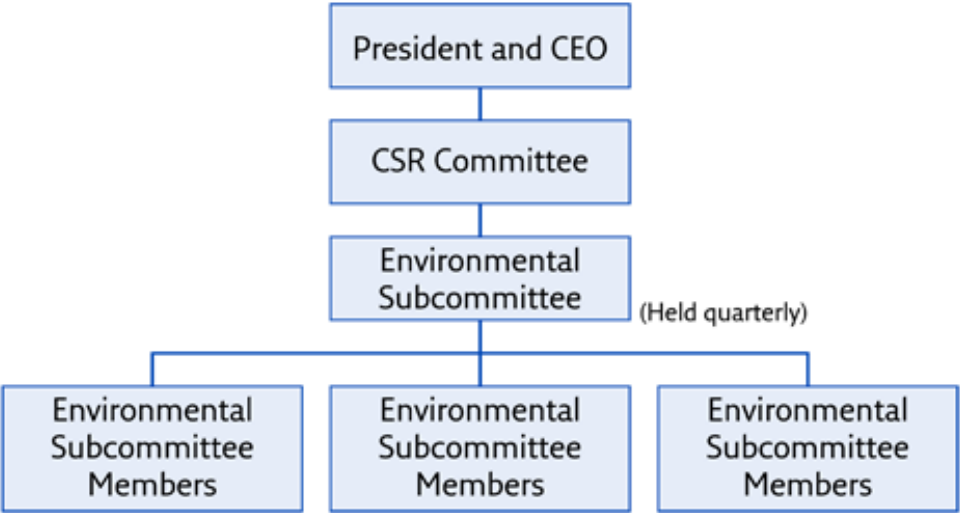 President and CEO
CSR Committee
Environmental
Subcommittee
(Held quarterly)
Environmental
Subcommittee
Members
Environmental
Subcommittee
Members
Environmental
Subcommittee
Members